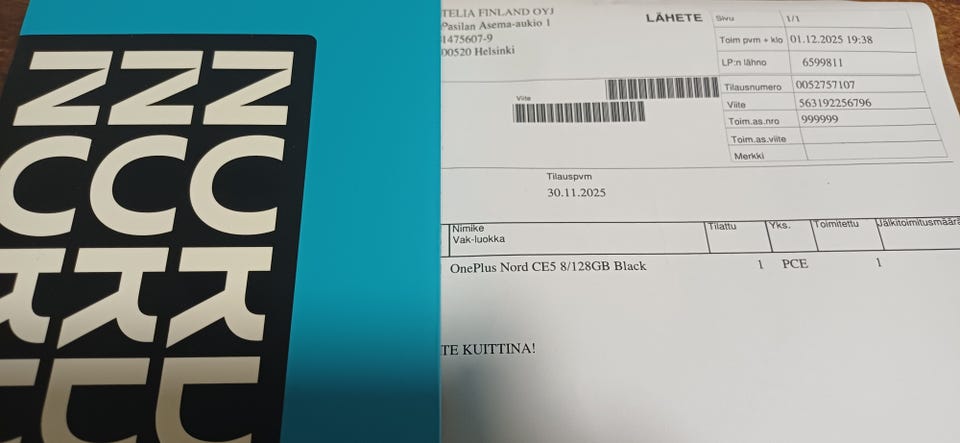 TELIA FINLAND OYJ
Pasilan Asema-aukio 1
1475607-9
00520 Helsinki
LÄHETE
Sivu 1/1
Toim pvm + klo 01.12.2025 19:38
LP:n lähno 6599811
Tilausnumero 0052757107
Viite 563192256796
Toim.as.nro 999999
Toim.as.viite
Merkki
Viite
Tilauspvm
30.11.2025
Nimike Tilattu Yks. Toimitettu Jälkitoimitusmäärä
Vak-luokka
OnePlus Nord CE5 8/128GB Black 1 PCE 1
TE KUITTINA!